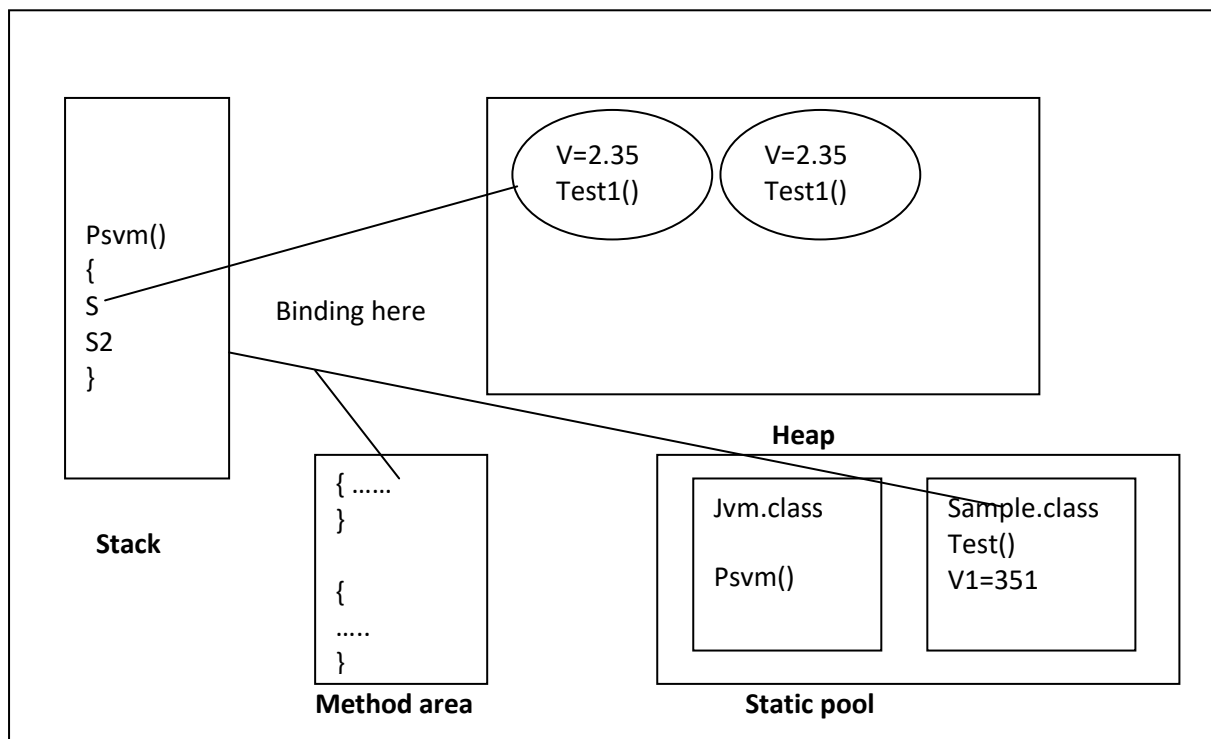 Psvm()
{
S
S2
}
Stack
V=2.35
Test1()
V=2.35
Test1()
Binding here
Heap
{ ......
}
{
.....
}
Method area
Jvm.class
Psvm()
Sample.class
Test()
V1=351
Static pool